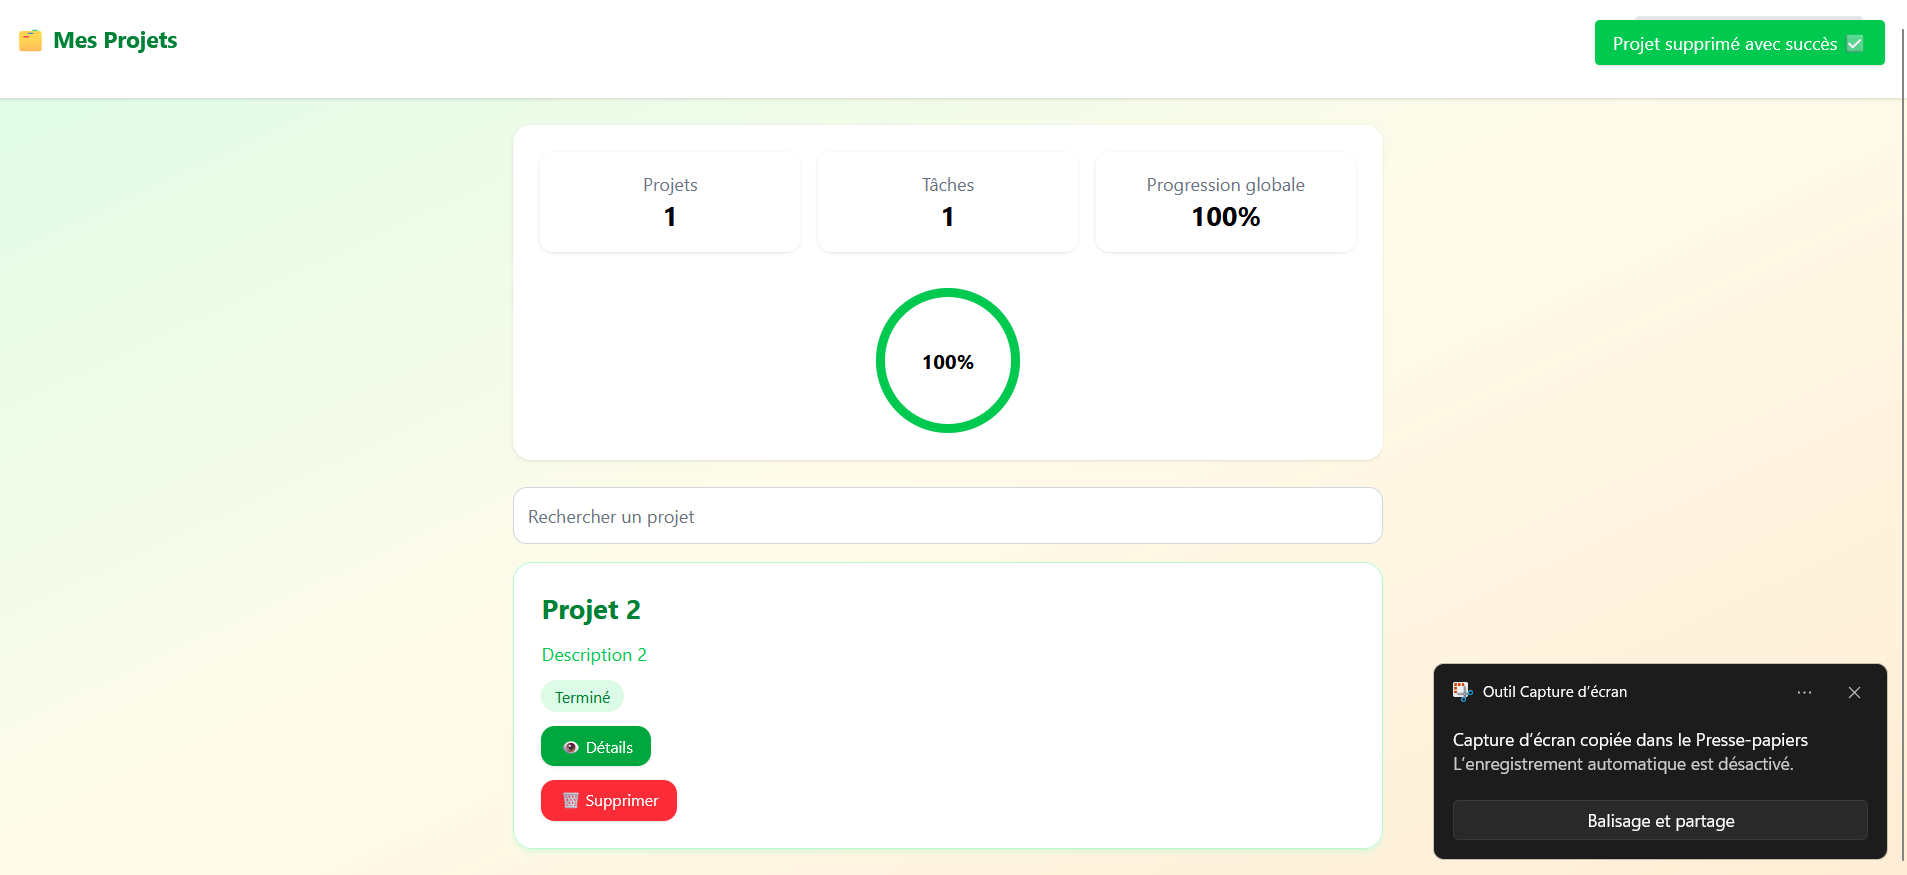 Mes Projets
Projet supprimé avec succès
Projets
1
Tâches
1
Progression globale
100%
100%
Rechercher un projet
Projet 2
Description 2
Terminé
Détails
Supprimer
Outil Capture d’écran
Capture d’écran copiée dans le Presse-papiers
L’enregistrement automatique est désactivé.
Balisage et partage